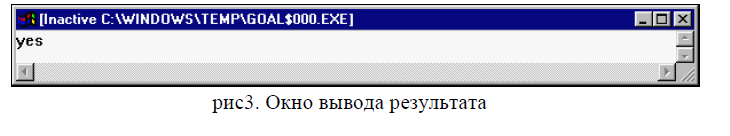 [Inactive C:\WINDOWS\TEMP\GOAL$000.EXE]
yes
рис3. Окно вывода результата